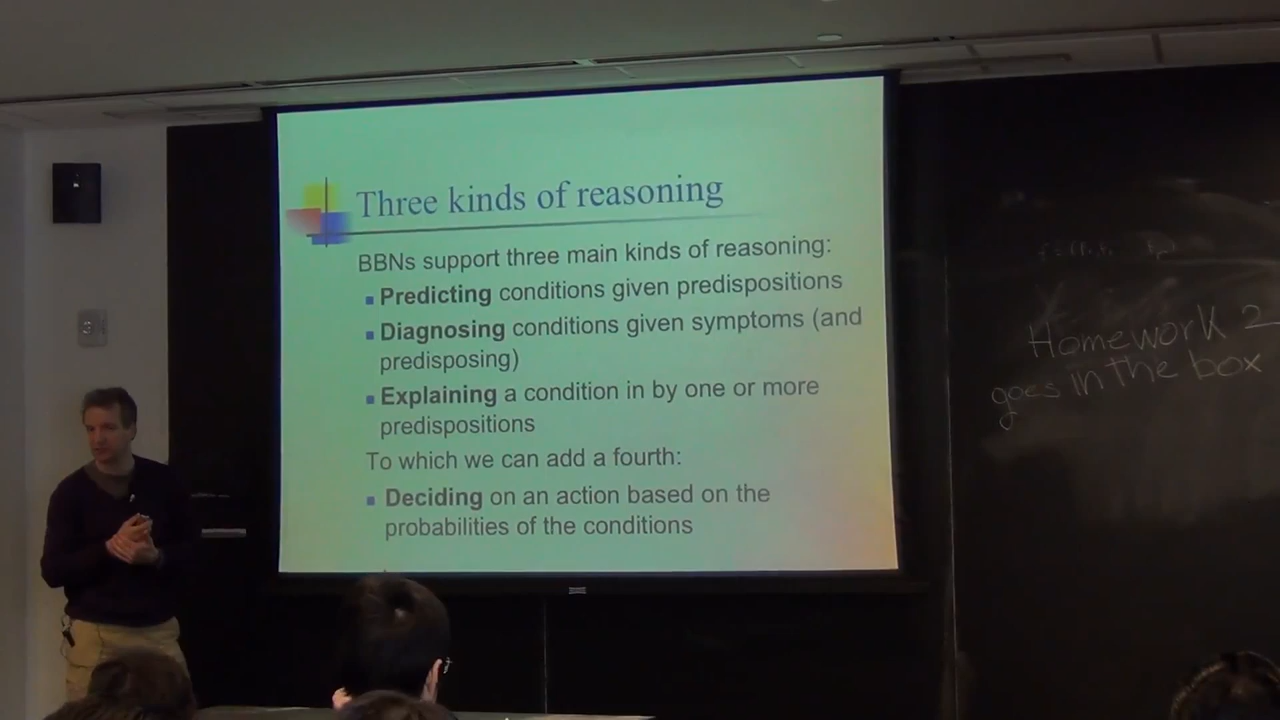 Three kinds of reasoning
BBNs support three main kinds of reasoning:
Predicting conditions given predispositions
Diagnosing conditions given symptoms (and
predisposing)
Explaining a condition in by one or more
predispositions
To which we can add a fourth:
Deciding on an action based on the
probabilities of the conditions
Homework 2
goes in the box